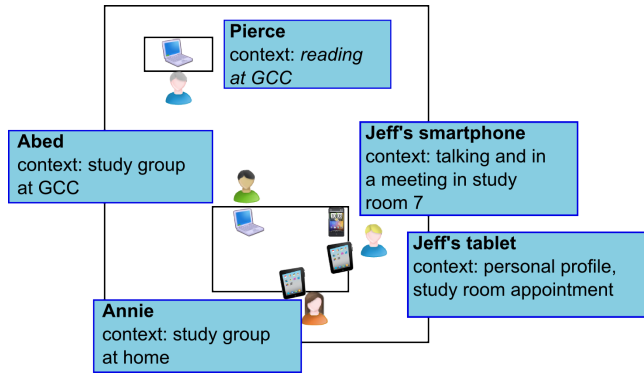 Pierce
context: reading
at GCC
Abed
context: study group
at GCC
Jeff's smartphone
context: talking and in
a meeting in study
room 7
Jeff's tablet
context: personal profile,
study room appointment
Annie
context: study group
at home